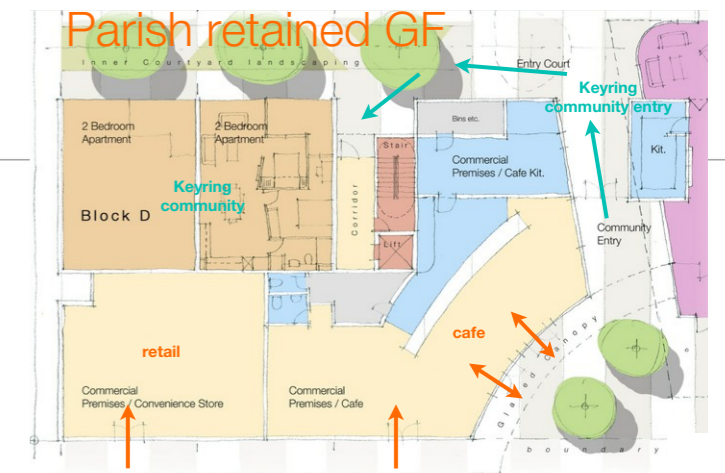 Parish retained GF
Inner Courtyard landscaping
Entry Court
Keyring
community entry
Bins etc.
2 Bedroom
Apartment
2 Bedroom
Apartment
Stair
Kit.
Commercial
Premises / Cafe Kit.
Keyring
community
Corridor
Block D
Community
Entry
Lift
Glazed Canopy
cafe
retail
Commercial
Premises / Convenience Store
Commercial
Premises / Cafe
boundary